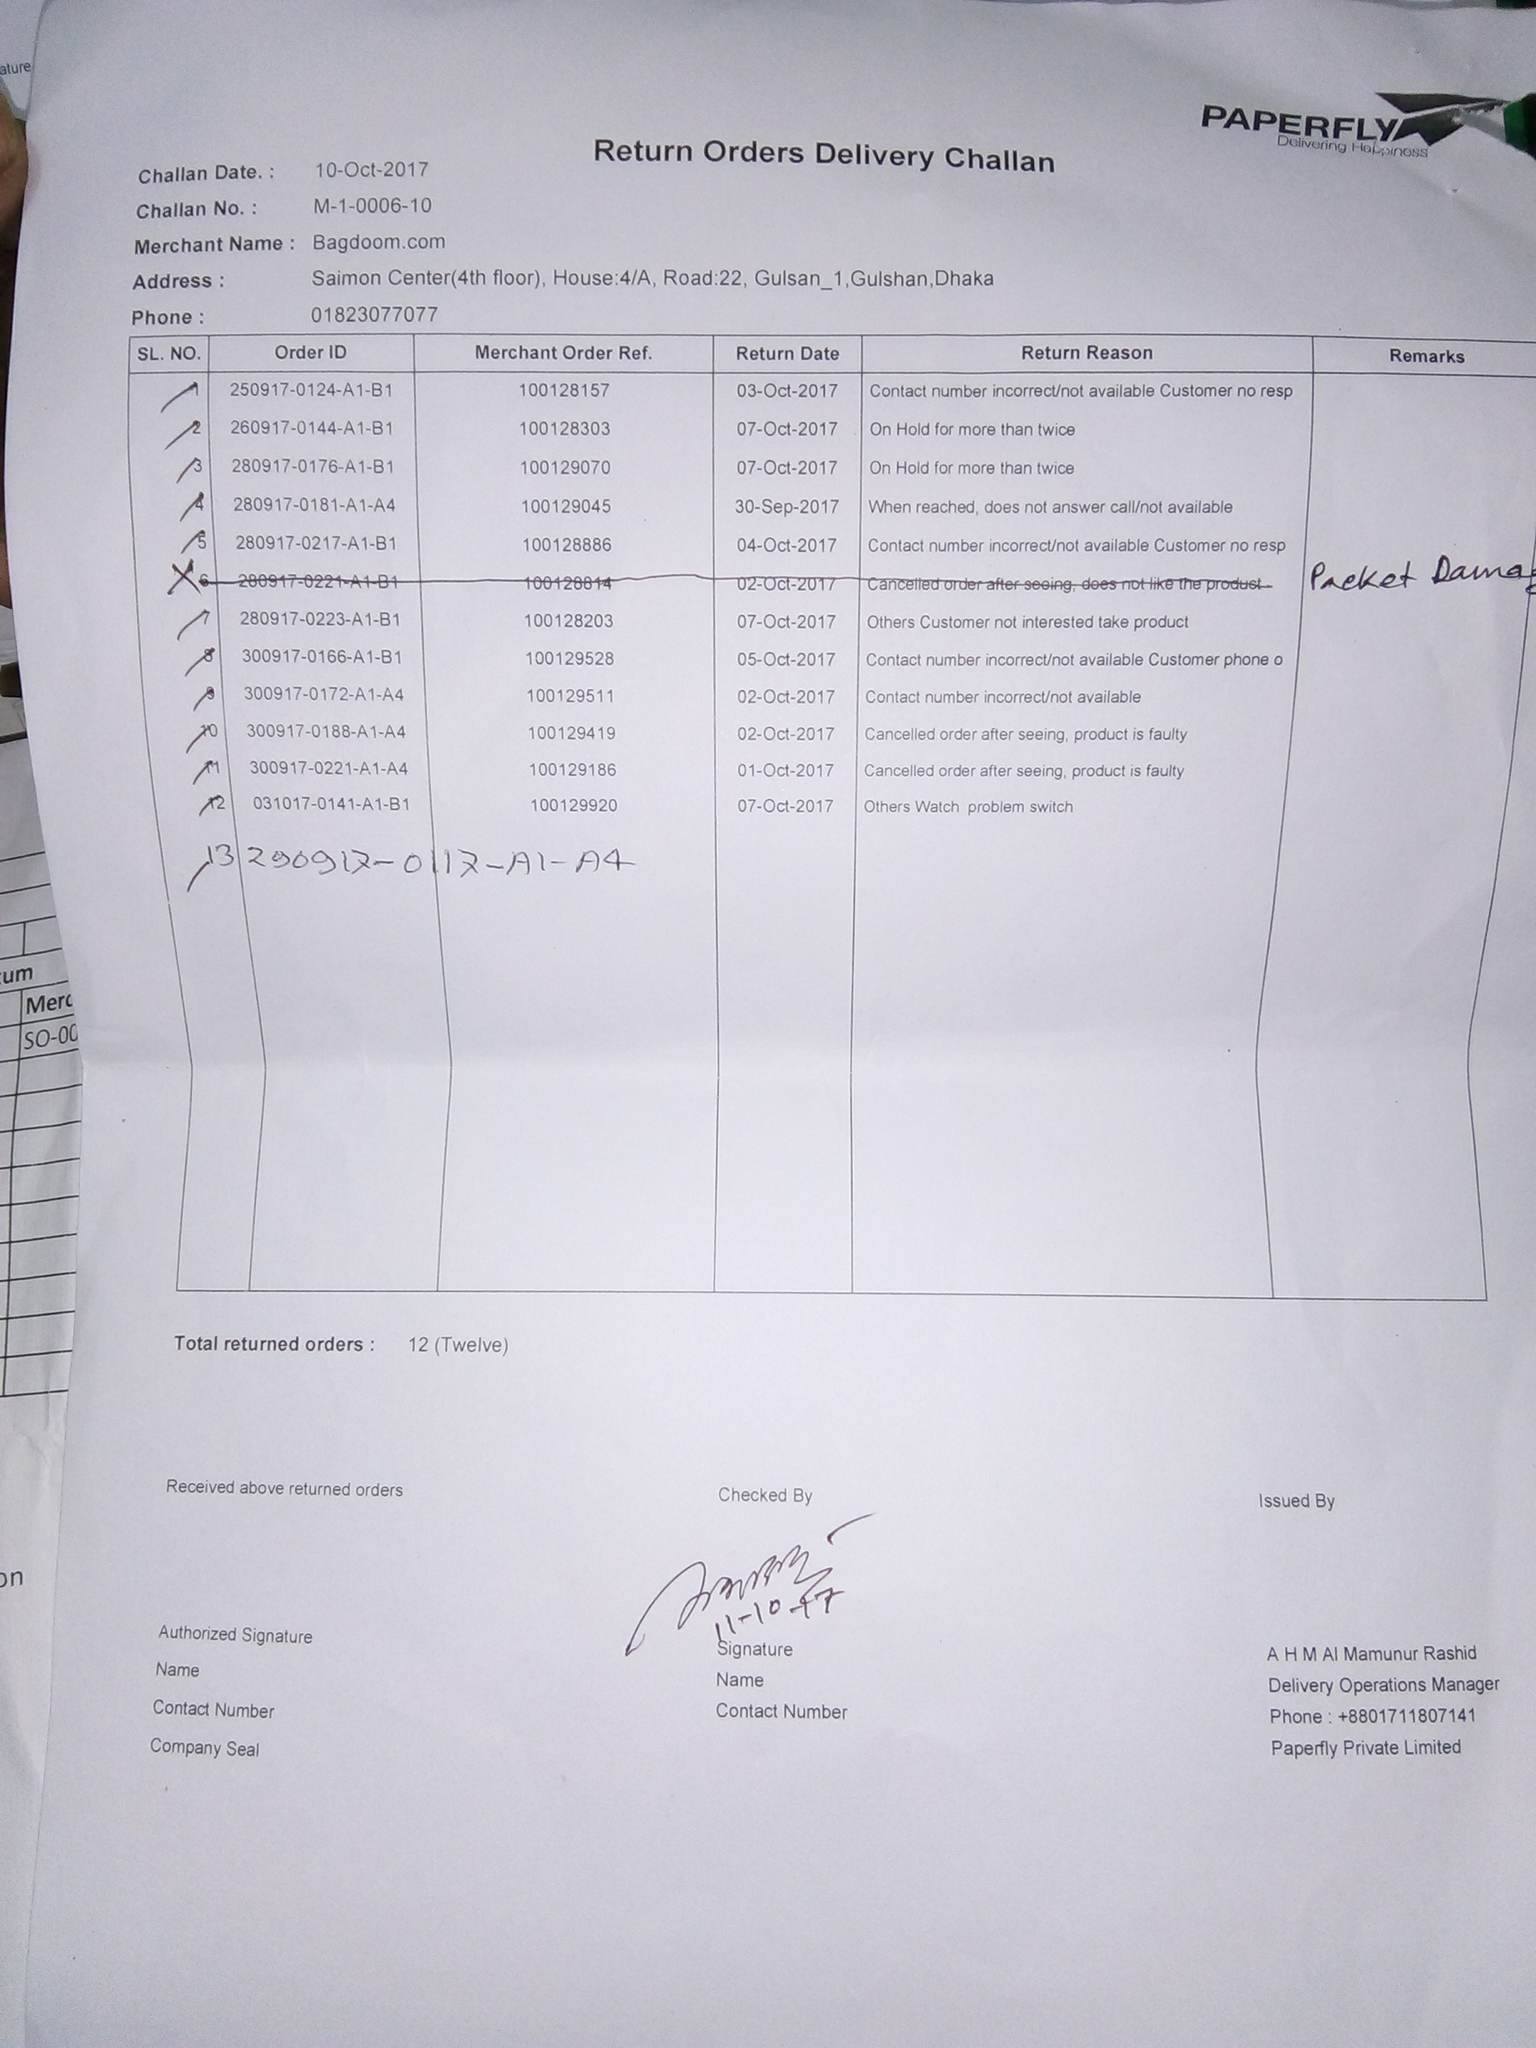 ature
PAPERFLY
Delivering Happiness
Return Orders Delivery Challan
Challan Date. : 10-Oct-2017
Challan No. : M-1-0006-10
Merchant Name : Bagdoom.com
Address : Saimon Center(4th floor), House:4/A, Road:22, Gulsan_1,Gulshan,Dhaka
Phone : 01823077077
SL. NO. Order ID Merchant Order Ref. Return Date Return Reason Remarks
1 250917-0124-A1-B1 100128157 03-Oct-2017 Contact number incorrect/not available Customer no resp
2 260917-0144-A1-B1 100128303 07-Oct-2017 On Hold for more than twice
3 280917-0176-A1-B1 100129070 07-Oct-2017 On Hold for more than twice
4 280917-0181-A1-A4 100129045 30-Sep-2017 When reached, does not answer call/not available
5 280917-0217-A1-B1 100128886 04-Oct-2017 Contact number incorrect/not available Customer no resp
6 280917-0221-A1-B1 100128814 02-Oct-2017 Cancelled order after seeing, does not like the product Packet Damag
7 280917-0223-A1-B1 100128203 07-Oct-2017 Others Customer not interested take product
8 300917-0166-A1-B1 100129528 05-Oct-2017 Contact number incorrect/not available Customer phone o
9 300917-0172-A1-A4 100129511 02-Oct-2017 Contact number incorrect/not available
10 300917-0188-A1-A4 100129419 02-Oct-2017 Cancelled order after seeing, product is faulty
11 300917-0221-A1-A4 100129186 01-Oct-2017 Cancelled order after seeing, product is faulty
12 031017-0141-A1-B1 100129920 07-Oct-2017 Others Watch problem switch
13 290917-0117-A1-A4
tum
Merc
SO-00
Total returned orders : 12 (Twelve)
Received above returned orders Checked By Issued By
on
11-10-17
Authorized Signature Signature A H M Al Mamunur Rashid
Name Name Delivery Operations Manager
Contact Number Contact Number Phone : +8801711807141
Company Seal Paperfly Private Limited